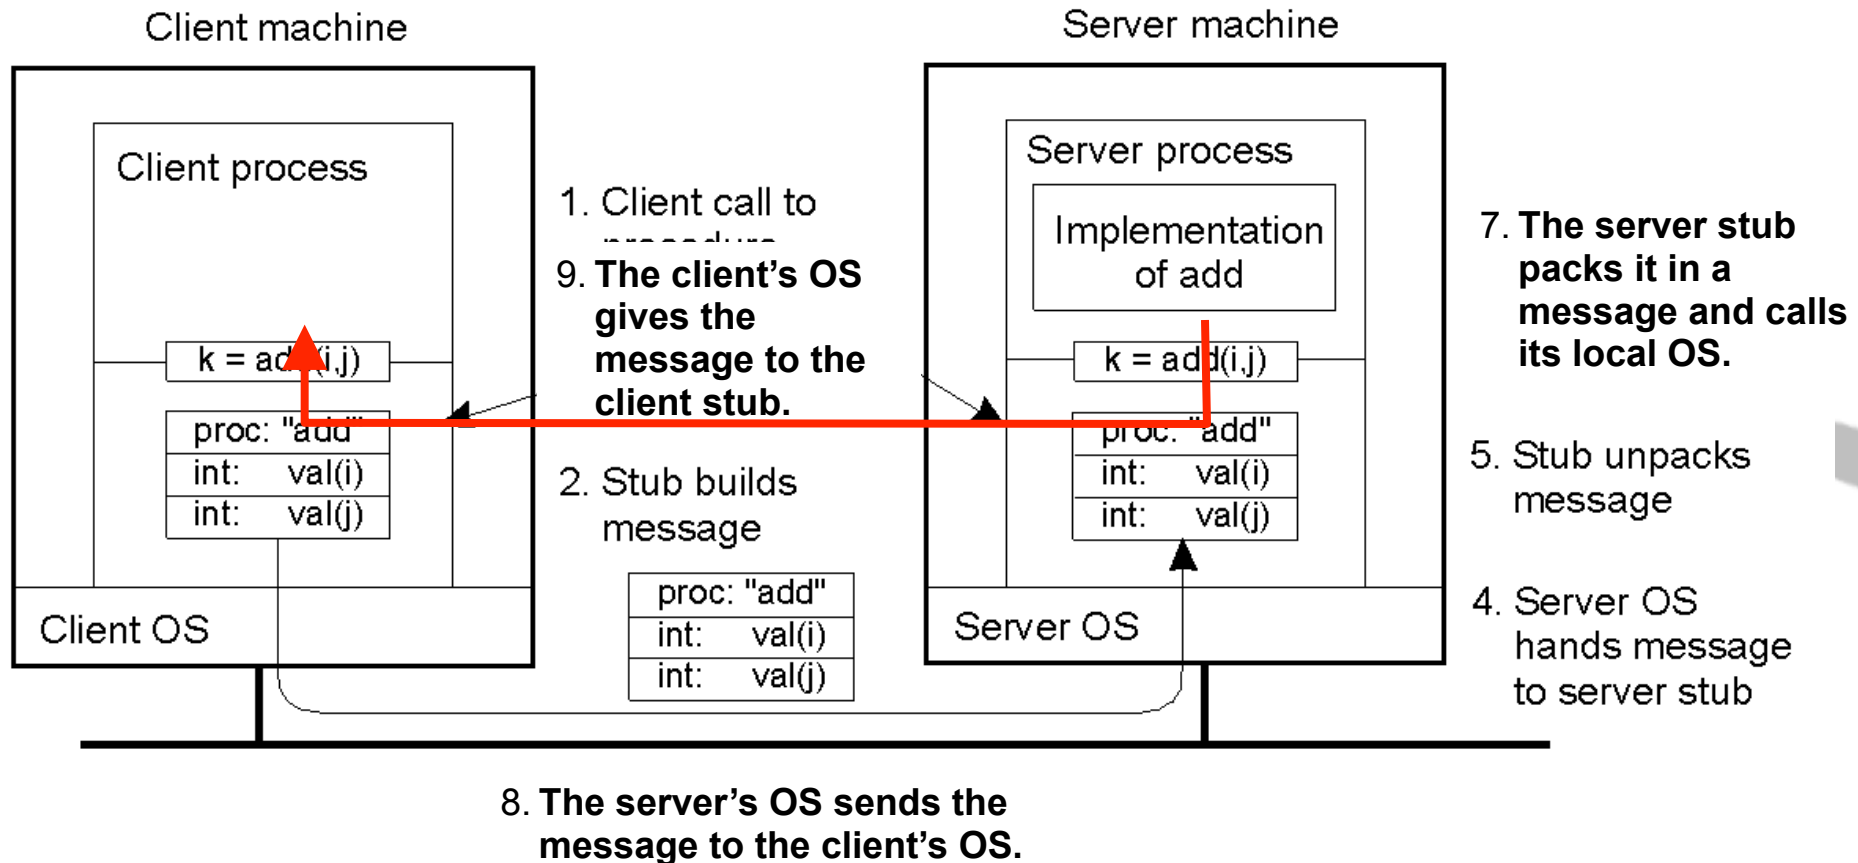 Client machine
Server machine
Client process
k = add(i,j)
proc: "add"
int: val(i)
int: val(j)
Client OS
1. Client call to
procedure
9. The client’s OS
gives the
message to the
client stub.
2. Stub builds
message
proc: "add"
int: val(i)
int: val(j)
Server process
Implementation
of add
k = add(i,j)
proc: "add"
int: val(i)
int: val(j)
Server OS
7. The server stub
packs it in a
message and calls
its local OS.
5. Stub unpacks
message
4. Server OS
hands message
to server stub
8. The server’s OS sends the
message to the client’s OS.